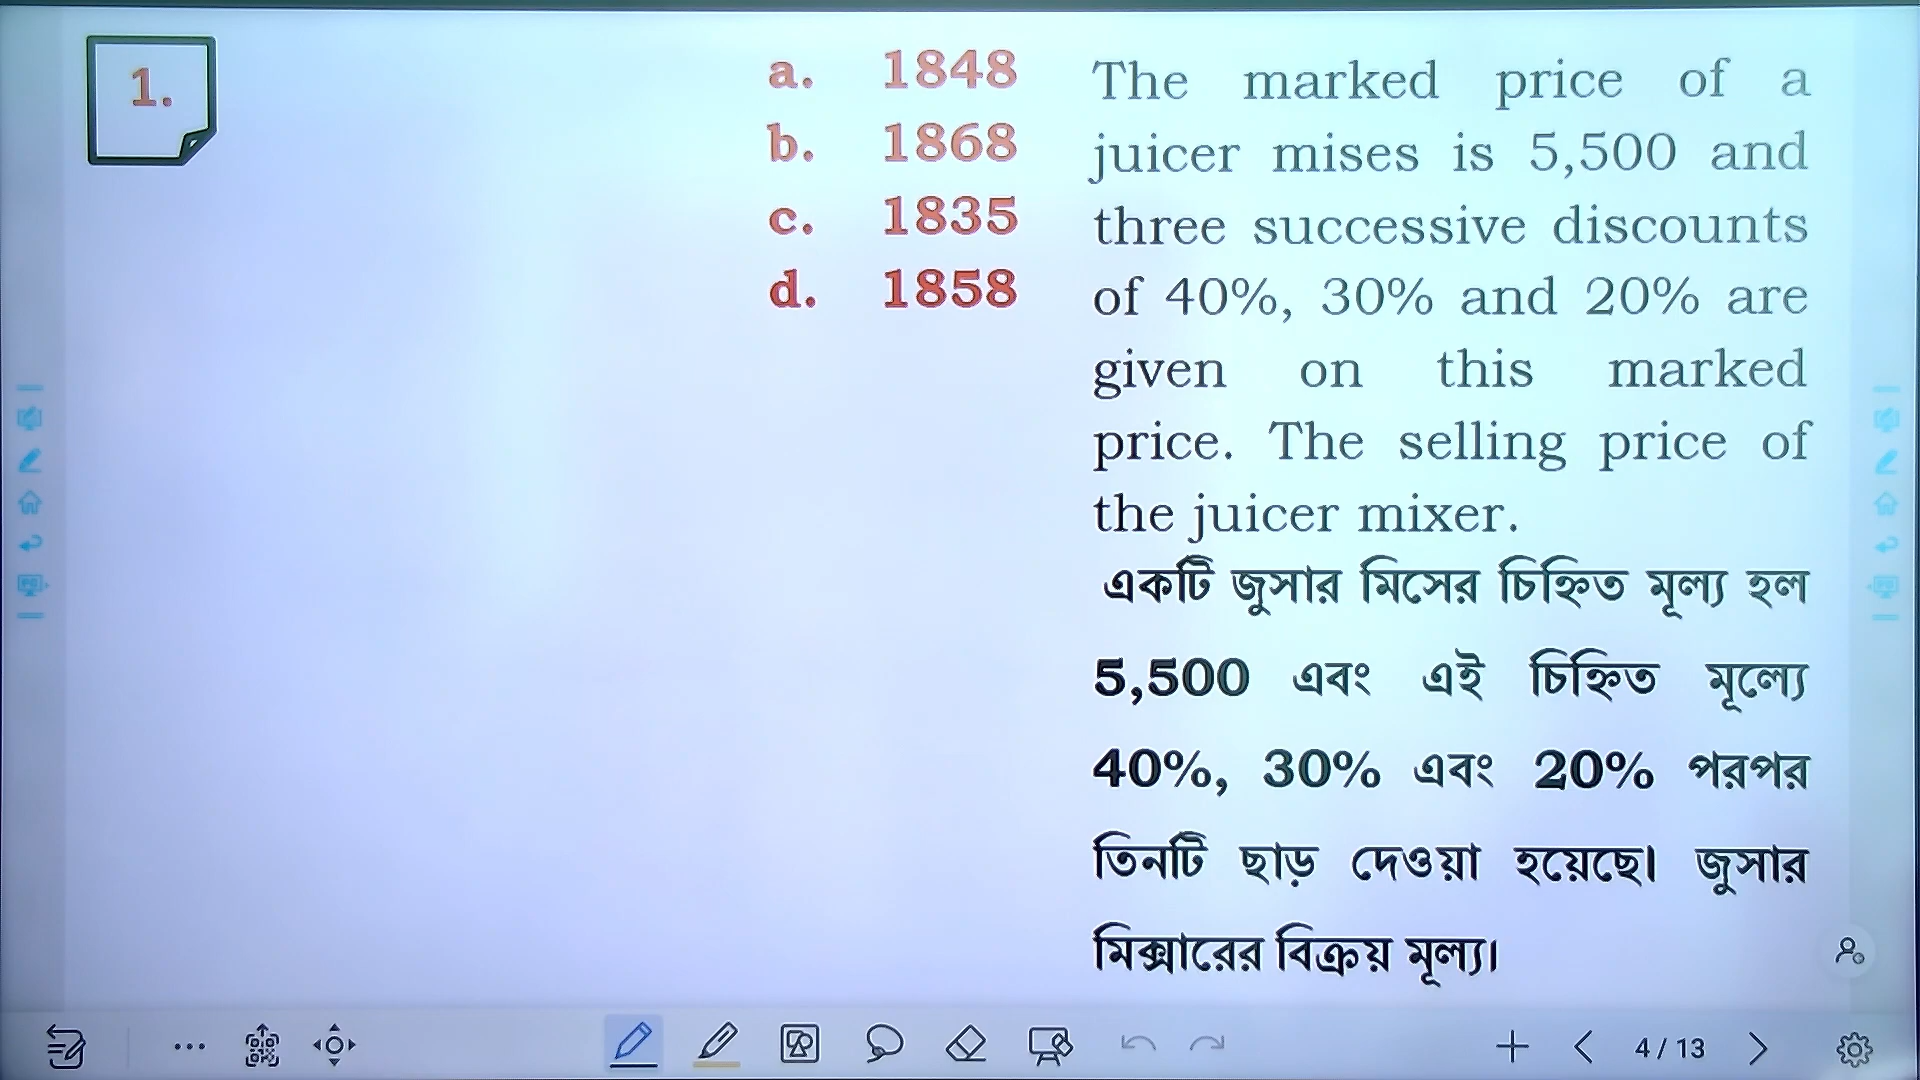 1.
a. 1848
b. 1868
c. 1835
d. 1858
The marked price of a
juicer mises is 5,500 and
three successive discounts
of 40%, 30% and 20% are
given on this marked
price. The selling price of
the juicer mixer.
একটি জুসার মিসের চিহ্নিত মূল্য হল
5,500 এবং এই চিহ্নিত মূল্যে
40%, 30% এবং 20% পরপর
তিনটি ছাড় দেওয়া হয়েছে। জুসার
মিক্সারের বিক্রয় মূল্য।
4 / 13